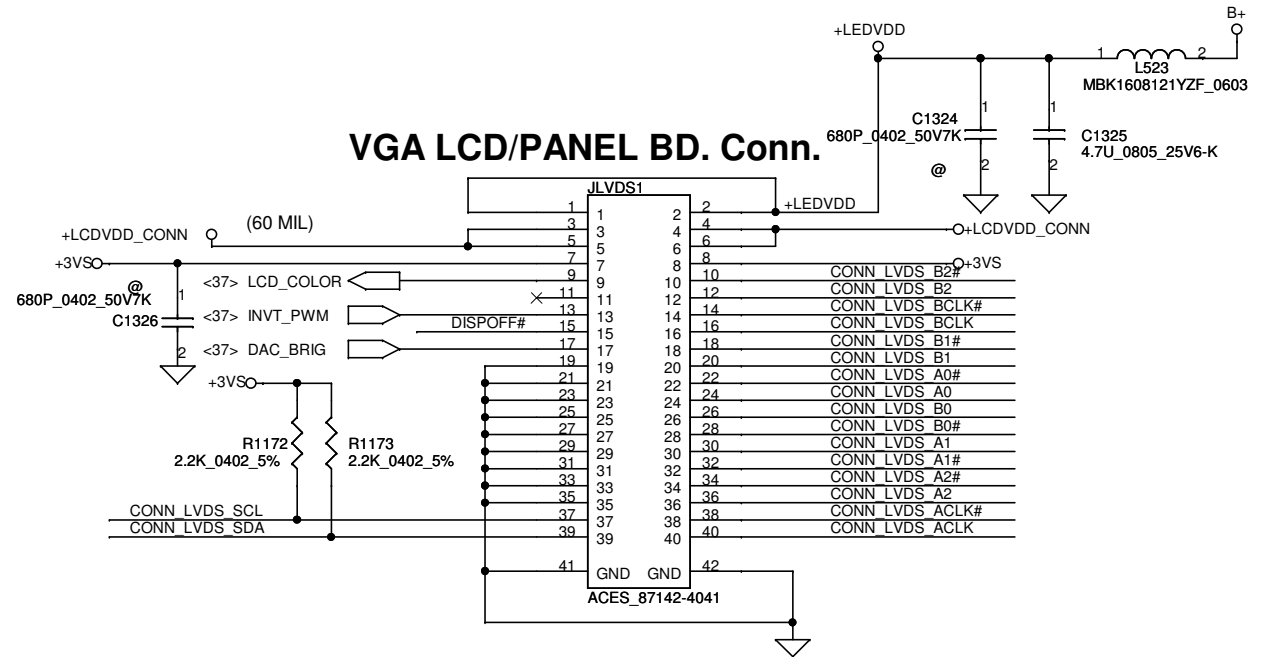 B+
+LEDVDD
1 2
L523
MBK1608121YZF_0603
1 1
C1324
680P_0402_50V7K
C1325
4.7U_0805_25V6-K
@ 2 2
VGA LCD/PANEL BD. Conn.
JLVDS1
1 1 2 2 +LEDVDD
(60 MIL) 3 3 4 4
+LCDVDD_CONN 5 5 6 6 +LCDVDD_CONN
+3VS 7 7 8 8 +3VS
<37> LCD_COLOR 9 9 10 10 CONN_LVDS_B2#
@
680P_0402_50V7K 1
11 11 12 12 CONN_LVDS_B2
<37> INVT_PWM 13 13 14 14 CONN_LVDS_BCLK#
C1326
DISPOFF# 15 15 16 16 CONN_LVDS_BCLK
2 <37> DAC_BRIG 17 17 18 18 CONN_LVDS_B1#
19 19 20 20 CONN_LVDS_B1
+3VS 21 21 22 22 CONN_LVDS_A0#
23 23 24 24 CONN_LVDS_A0
25 25 26 26 CONN_LVDS_B0
27 27 28 28 CONN_LVDS_B0#
R1172 R1173
29 29 30 30 CONN_LVDS_A1
2.2K_0402_5% 2.2K_0402_5%
31 31 32 32 CONN_LVDS_A1#
33 33 34 34 CONN_LVDS_A2#
35 35 36 36 CONN_LVDS_A2
CONN_LVDS_SCL 37 37 38 38 CONN_LVDS_ACLK#
CONN_LVDS_SDA 39 39 40 40 CONN_LVDS_ACLK
41 GND GND 42
ACES_87142-4041